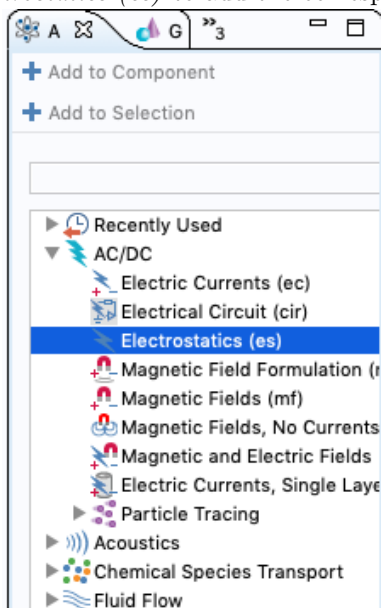 A G »3
Add to Component
Add to Selection
Recently Used
AC/DC
Electric Currents (ec)
Electrical Circuit (cir)
Electrostatics (es)
Magnetic Field Formulation
Magnetic Fields (mf)
Magnetic Fields, No Currents
Magnetic and Electric Fields
Electric Currents, Single Laye
Particle Tracing
Acoustics
Chemical Species Transport
Fluid Flow